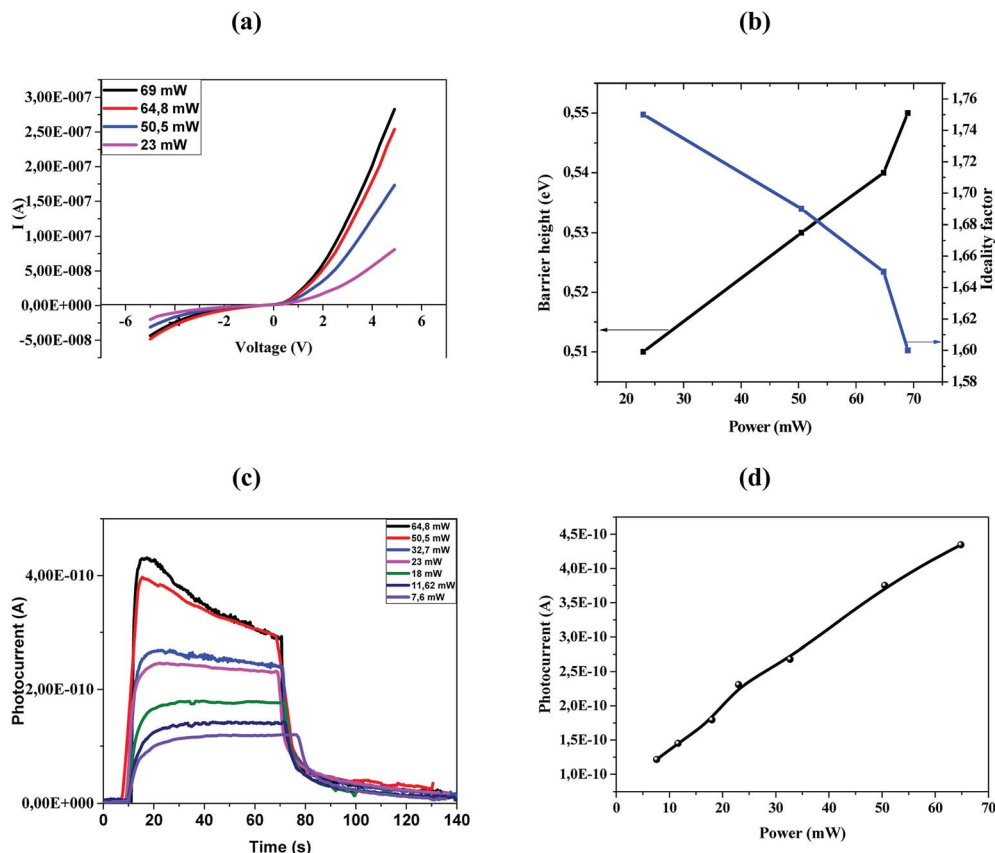 (a)
69 mW
64,8 mW
50,5 mW
23 mW
3,00E-007
2,50E-007
2,00E-007
1,50E-007
1,00E-007
5,00E-008
0,00E+000
-5,00E-008
I (A)
-6
-4
-2
0
2
4
6
Voltage (V)
(b)
0,55
0,54
0,53
0,52
0,51
Barrier height (eV)
1,76
1,74
1,72
1,70
1,68
1,66
1,64
1,62
1,60
1,58
Ideality factor
20
30
40
50
60
70
Power (mW)
(c)
64,8 mW
50,5 mW
32,7 mW
23 mW
18 mW
11,62 mW
7,6 mW
4,00E-010
2,00E-010
0,00E+000
Photocurrent (A)
0
20
40
60
80
100
120
140
Time (s)
(d)
4,5E-10
4,0E-10
3,5E-10
3,0E-10
2,5E-10
2,0E-10
1,5E-10
1,0E-10
Photocurrent (A)
0
10
20
30
40
50
60
70
Power (mW)